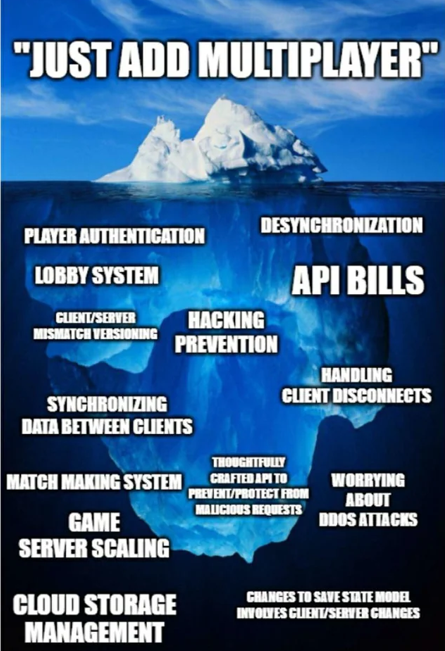 "JUST ADD MULTIPLAYER"
PLAYER AUTHENTICATION
DESYNCHRONIZATION
LOBBY SYSTEM
API BILLS
CLIENT/SERVER
MISMATCH VERSIONING
HACKING
PREVENTION
HANDLING
CLIENT DISCONNECTS
SYNCHRONIZING
DATA BETWEEN CLIENTS
MATCH MAKING SYSTEM
THOUGHTFULLY
CRAFTED API TO
PREVENT/PROTECT FROM
MALICIOUS REQUESTS
WORRYING
ABOUT
DDOS ATTACKS
GAME
SERVER SCALING
CLOUD STORAGE
MANAGEMENT
CHANGES TO SAVE STATE MODEL
INVOLVES CLIENT/SERVER CHANGES